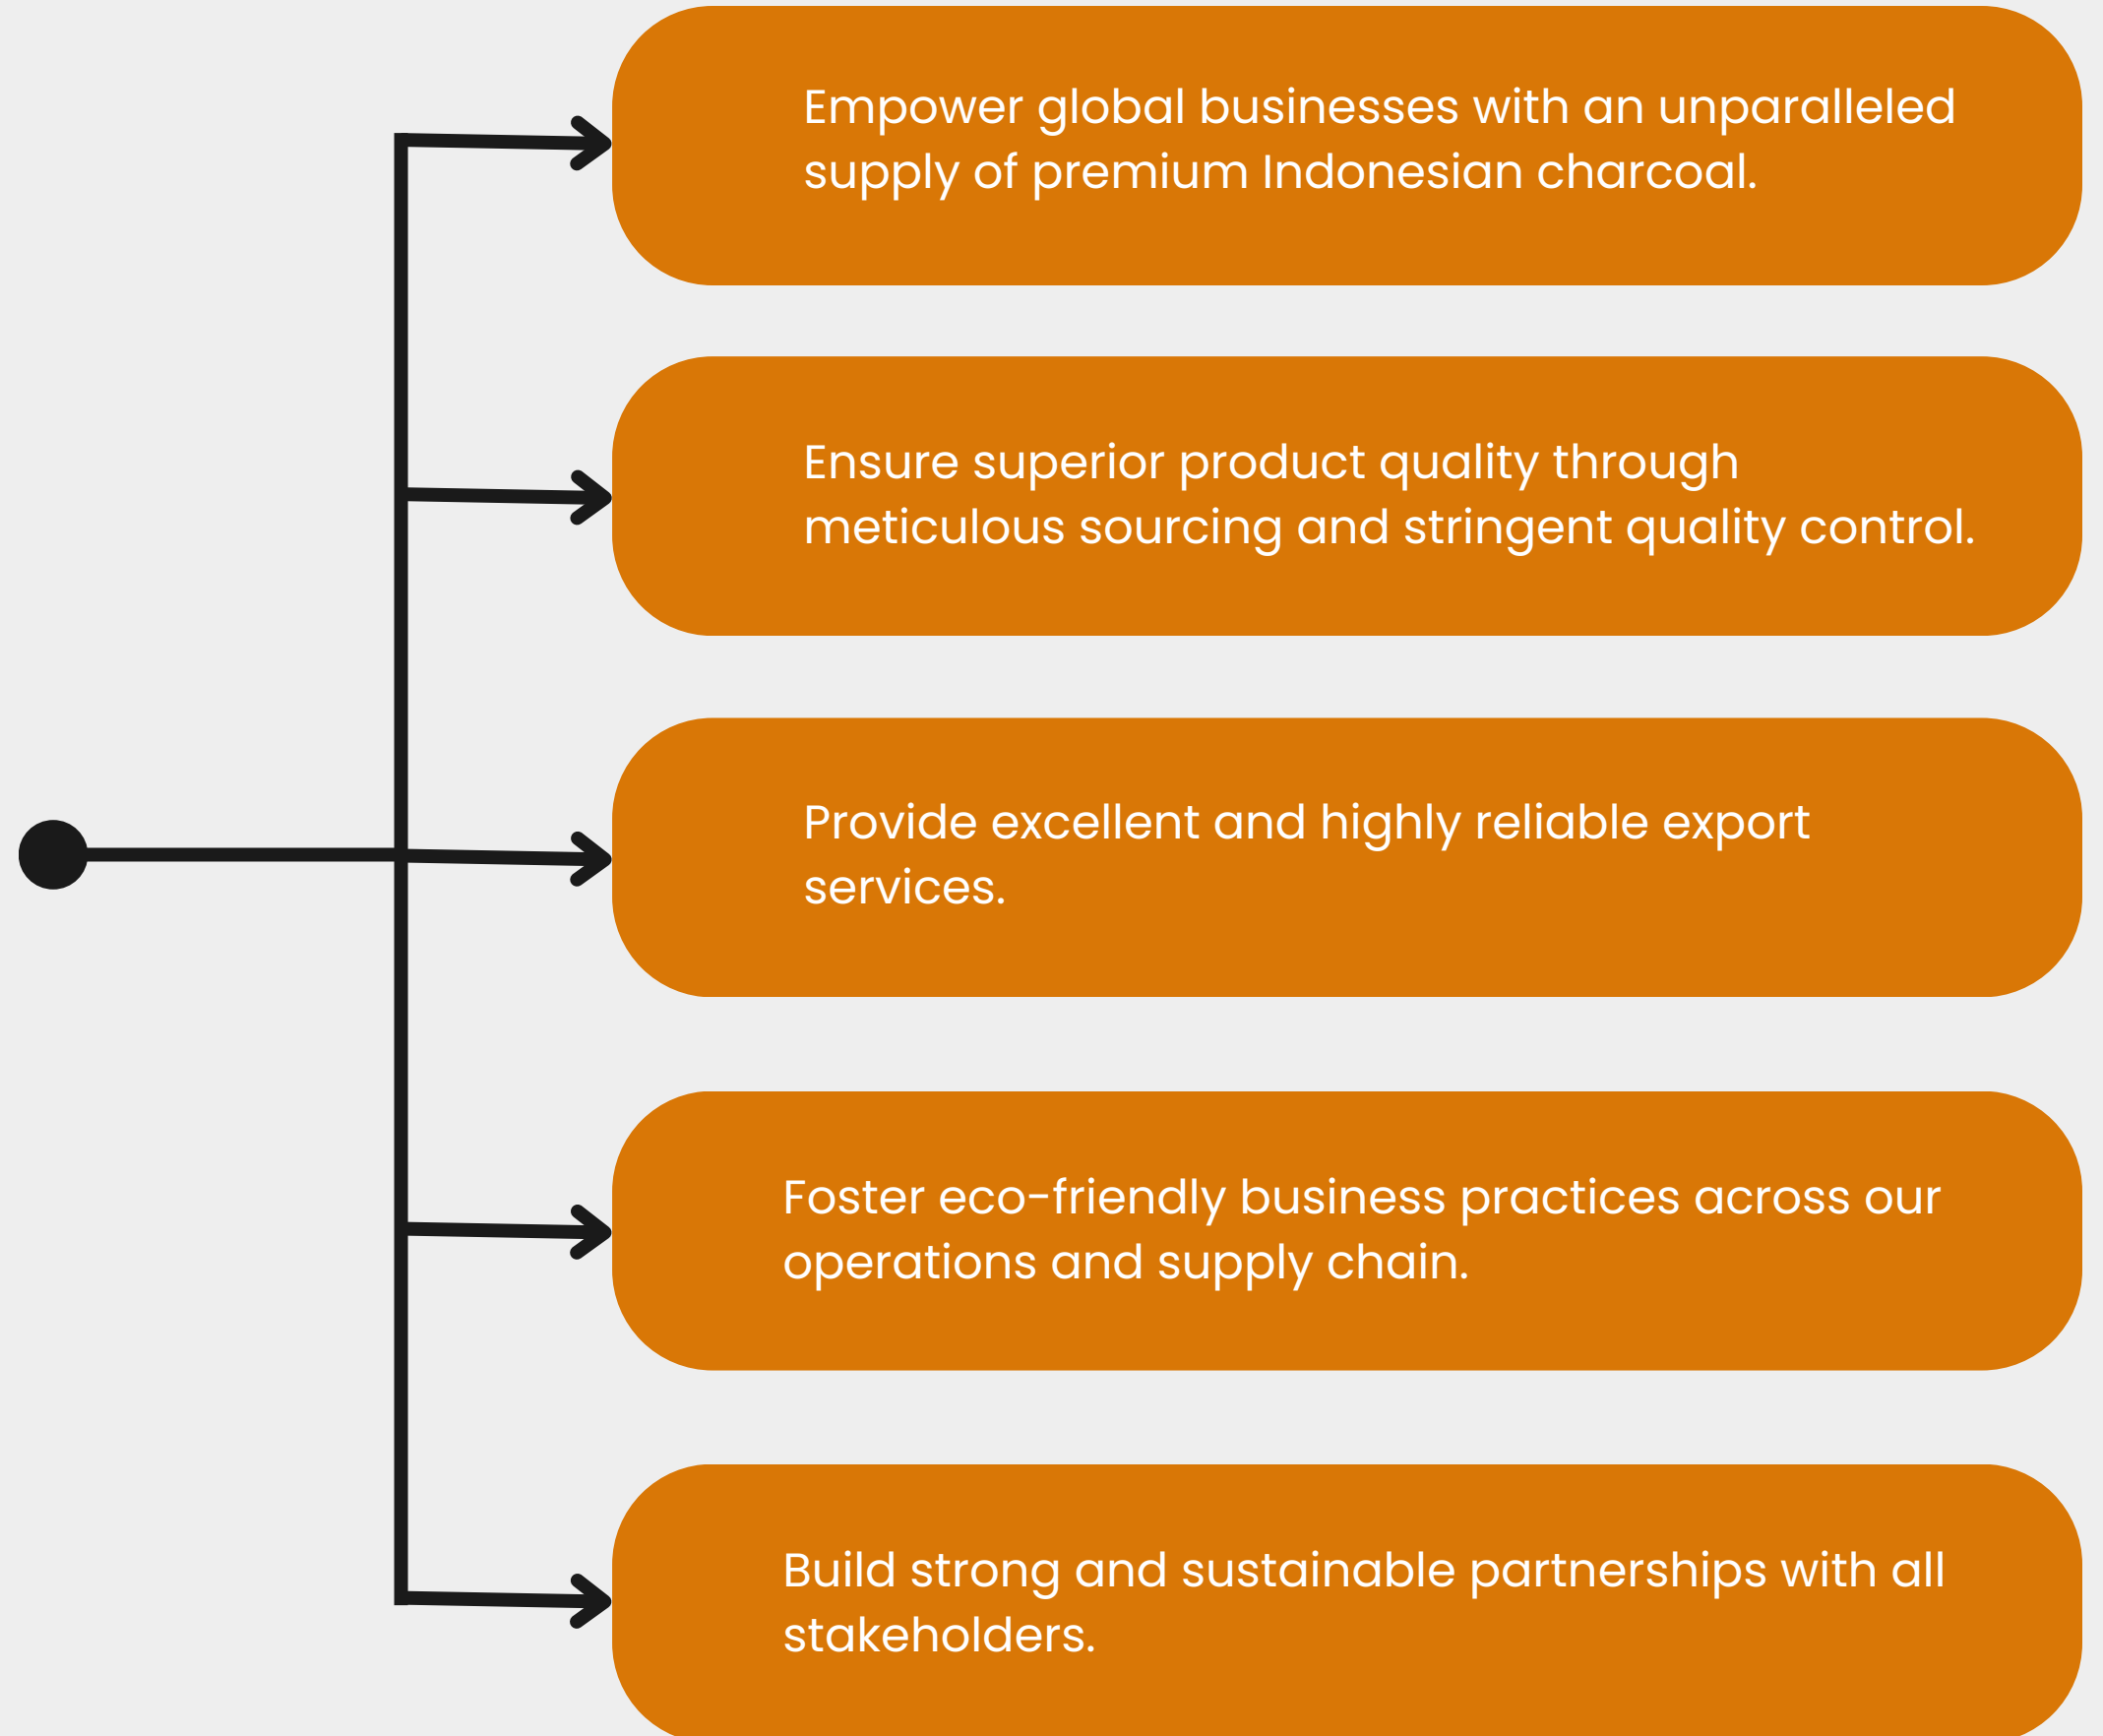 Empower global businesses with an unparalleled
supply of premium Indonesian charcoal.
Ensure superior product quality through
meticulous sourcing and stringent quality control.
Provide excellent and highly reliable export
services.
Foster eco-friendly business practices across our
operations and supply chain.
Build strong and sustainable partnerships with all
stakeholders.